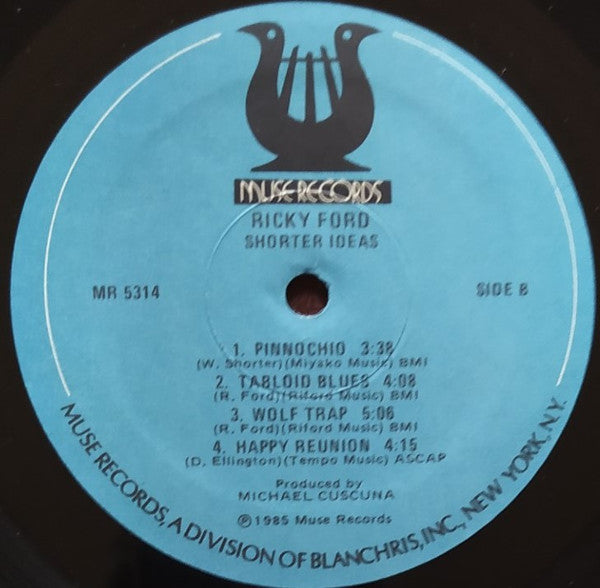 MUSE RECORDS
RICKY FORD
SHORTER IDEAS
MR 5314
SIDE B
1. PINNOCHIO 3:38
(W. Shorter)(Miyako Music) BMI
2. TABLOID BLUES 4:08
(R. Ford)(Riford Music) BMI
3. WOLF TRAP 5:06
(R. Ford)(Riford Music) BMI
4. HAPPY REUNION 4:15
(D. Ellington)(Tempo Music) ASCAP
Produced by
MICHAEL CUSCUNA
℗1985 Muse Records
MUSE RECORDS, A DIVISION OF BLANCHRIS, INC., NEW YORK, N.Y.